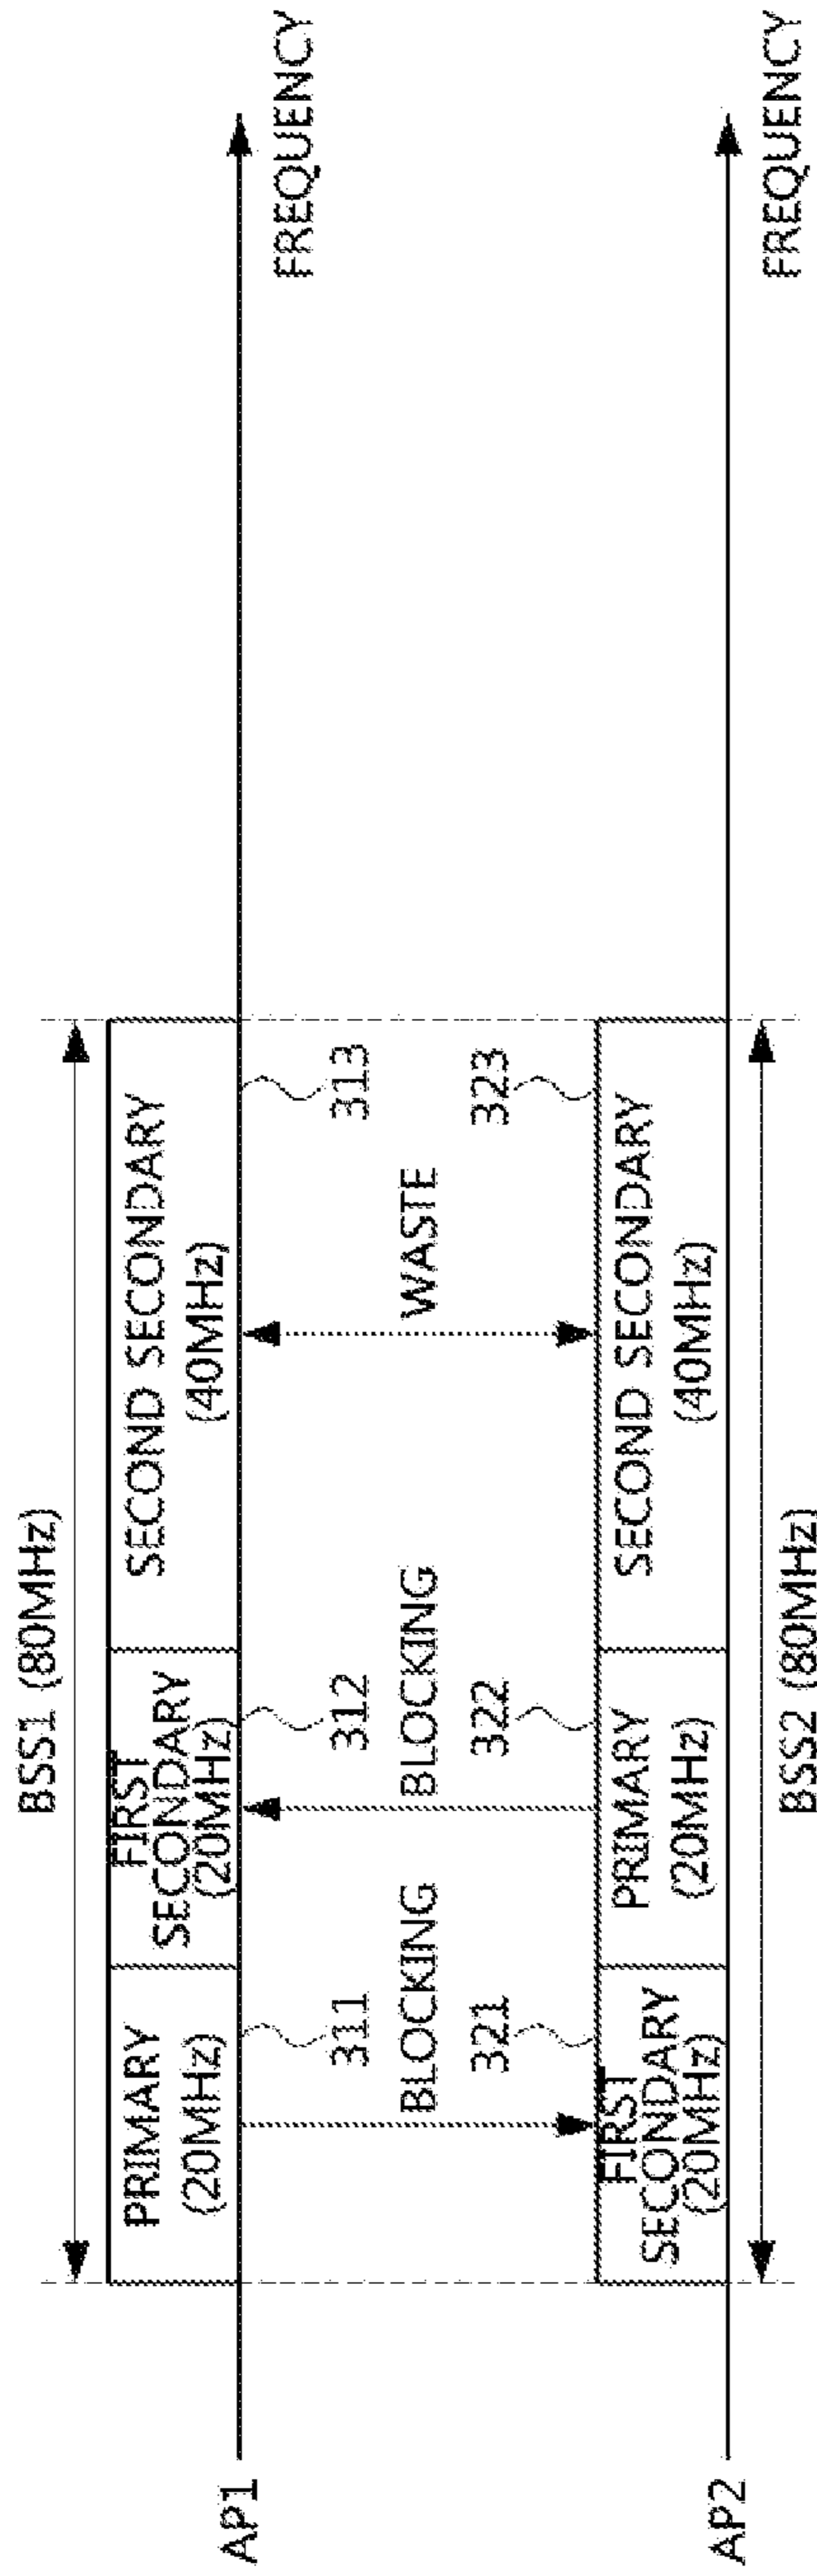 BSS1 (80MHz)
PRIMARY
(20MHz)
FIRST
SECONDARY
(20MHz)
SECOND SECONDARY
(40MHz)
AP1
FREQUENCY
311
312
313
BLOCKING
BLOCKING
WASTE
321
322
323
FIRST
SECONDARY
(20MHz)
PRIMARY
(20MHz)
SECOND SECONDARY
(40MHz)
AP2
FREQUENCY
BSS2 (80MHz)